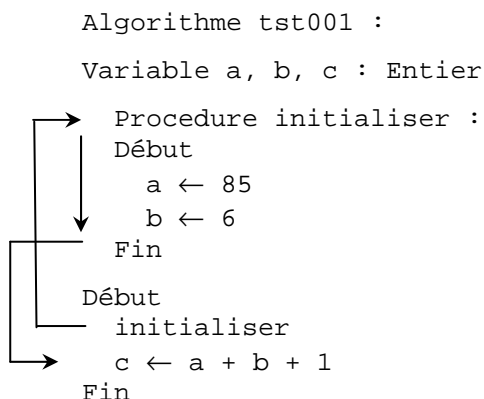 Algorithme tst001 :
Variable a, b, c : Entier
Procedure initialiser :
Début
a ← 85
b ← 6
Fin
Début
initialiser
c ← a + b + 1
Fin